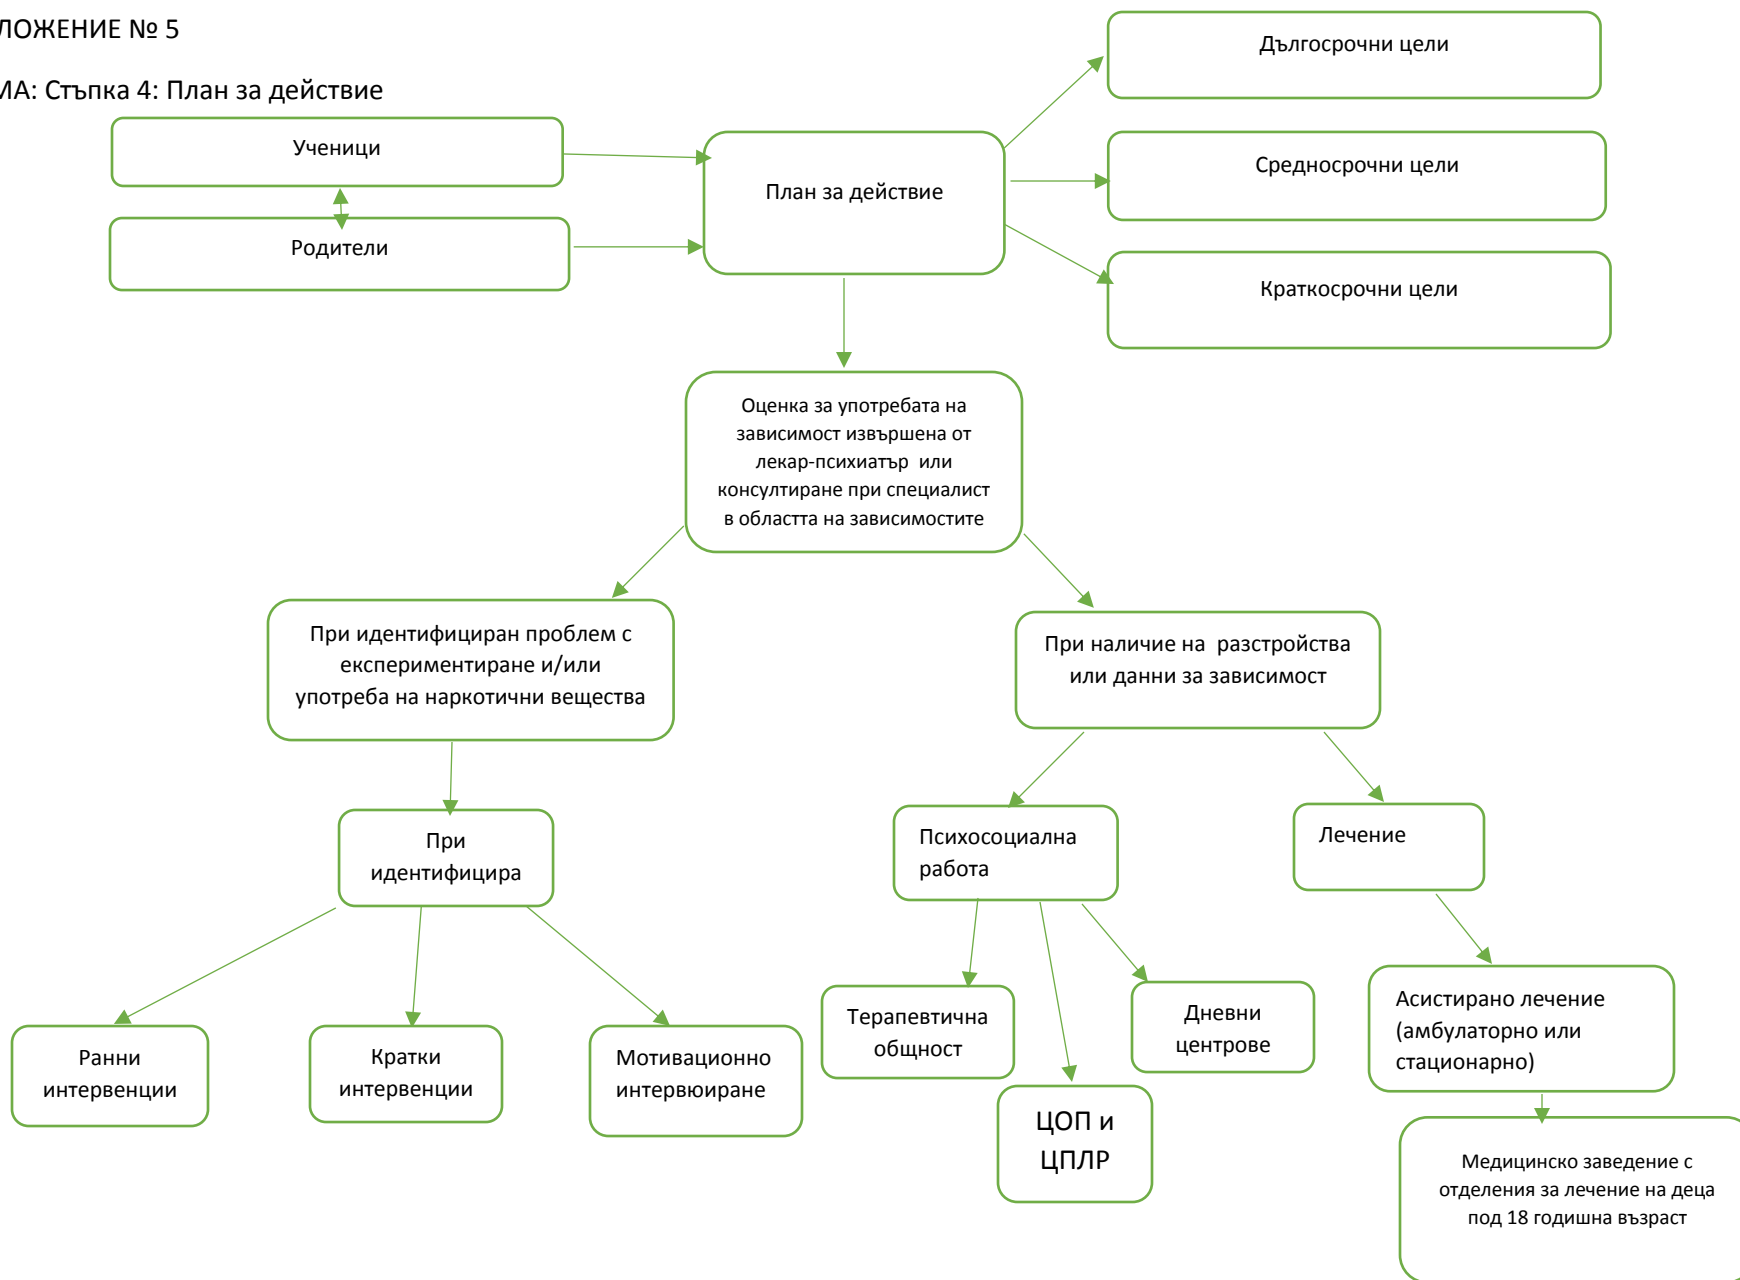 ЛОЖЕНИЕ № 5
МА: Стъпка 4: План за действие
Ученици
Родители
План за действие
Дългосрочни цели
Средносрочни цели
Краткосрочни цели
Оценка за употребата на
зависимост извършена от
лекар-психиатър или
консултиране при специалист
в областта на зависимостите
При идентифициран проблем с
експериментиране и/или
употреба на наркотични вещества
При наличие на разстройства
или данни за зависимост
При
идентифицира
Психосоциална
работа
Лечение
Ранни
интервенции
Кратки
интервенции
Мотивационно
интервюиране
Терапевтична
общност
ЦОП и
ЦПЛР
Дневни
центрове
Асистирано лечение
(амбулаторно или
стационарно)
Медицинско заведение с
отделения за лечение на деца
под 18 годишна възраст